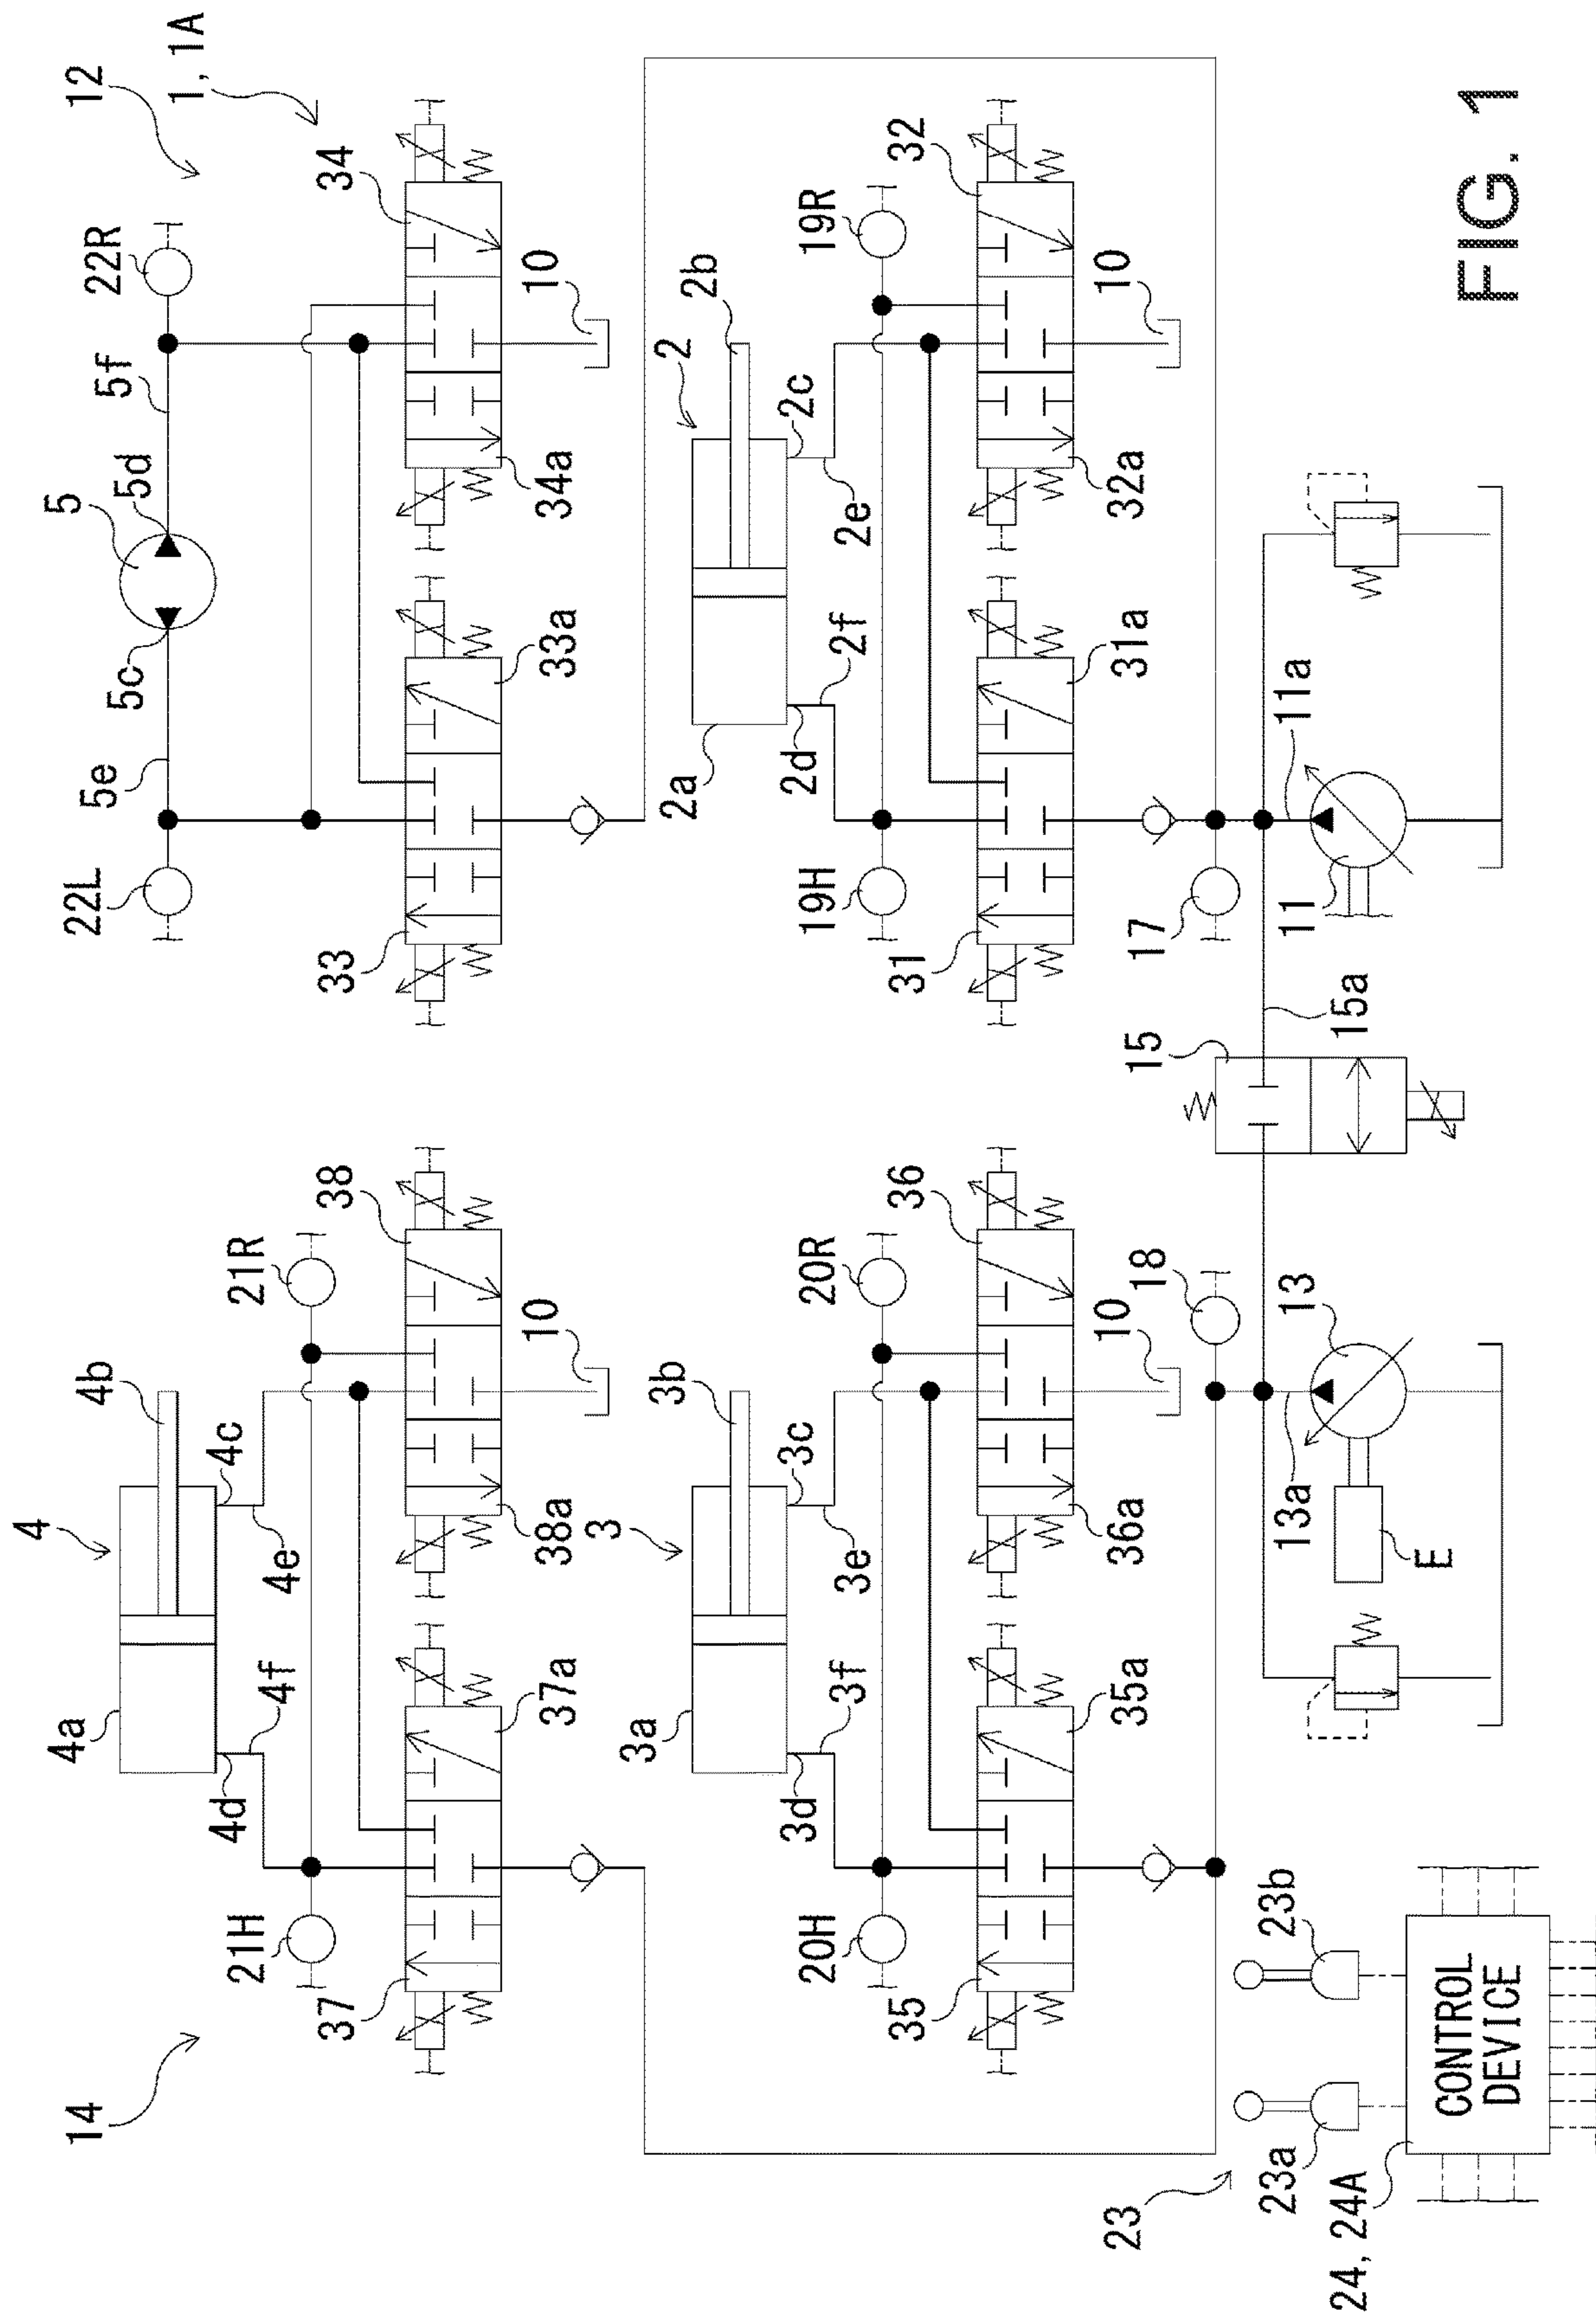 12
1, 1A
14
4
4a
4b
4c
4d
4e
4f
21H
21R
37
37a
38
38a
10
5
5c
5d
5e
5f
22L
22R
33
33a
34
34a
10
3
3a
3b
3c
3d
3e
3f
20H
20R
35
35a
36
36a
10
2
2a
2b
2c
2d
2e
2f
19H
19R
31
31a
32
32a
10
18
15
15a
17
13
13a
E
11
11a
23
23a
23b
24, 24A
CONTROL
DEVICE
FIG. 1